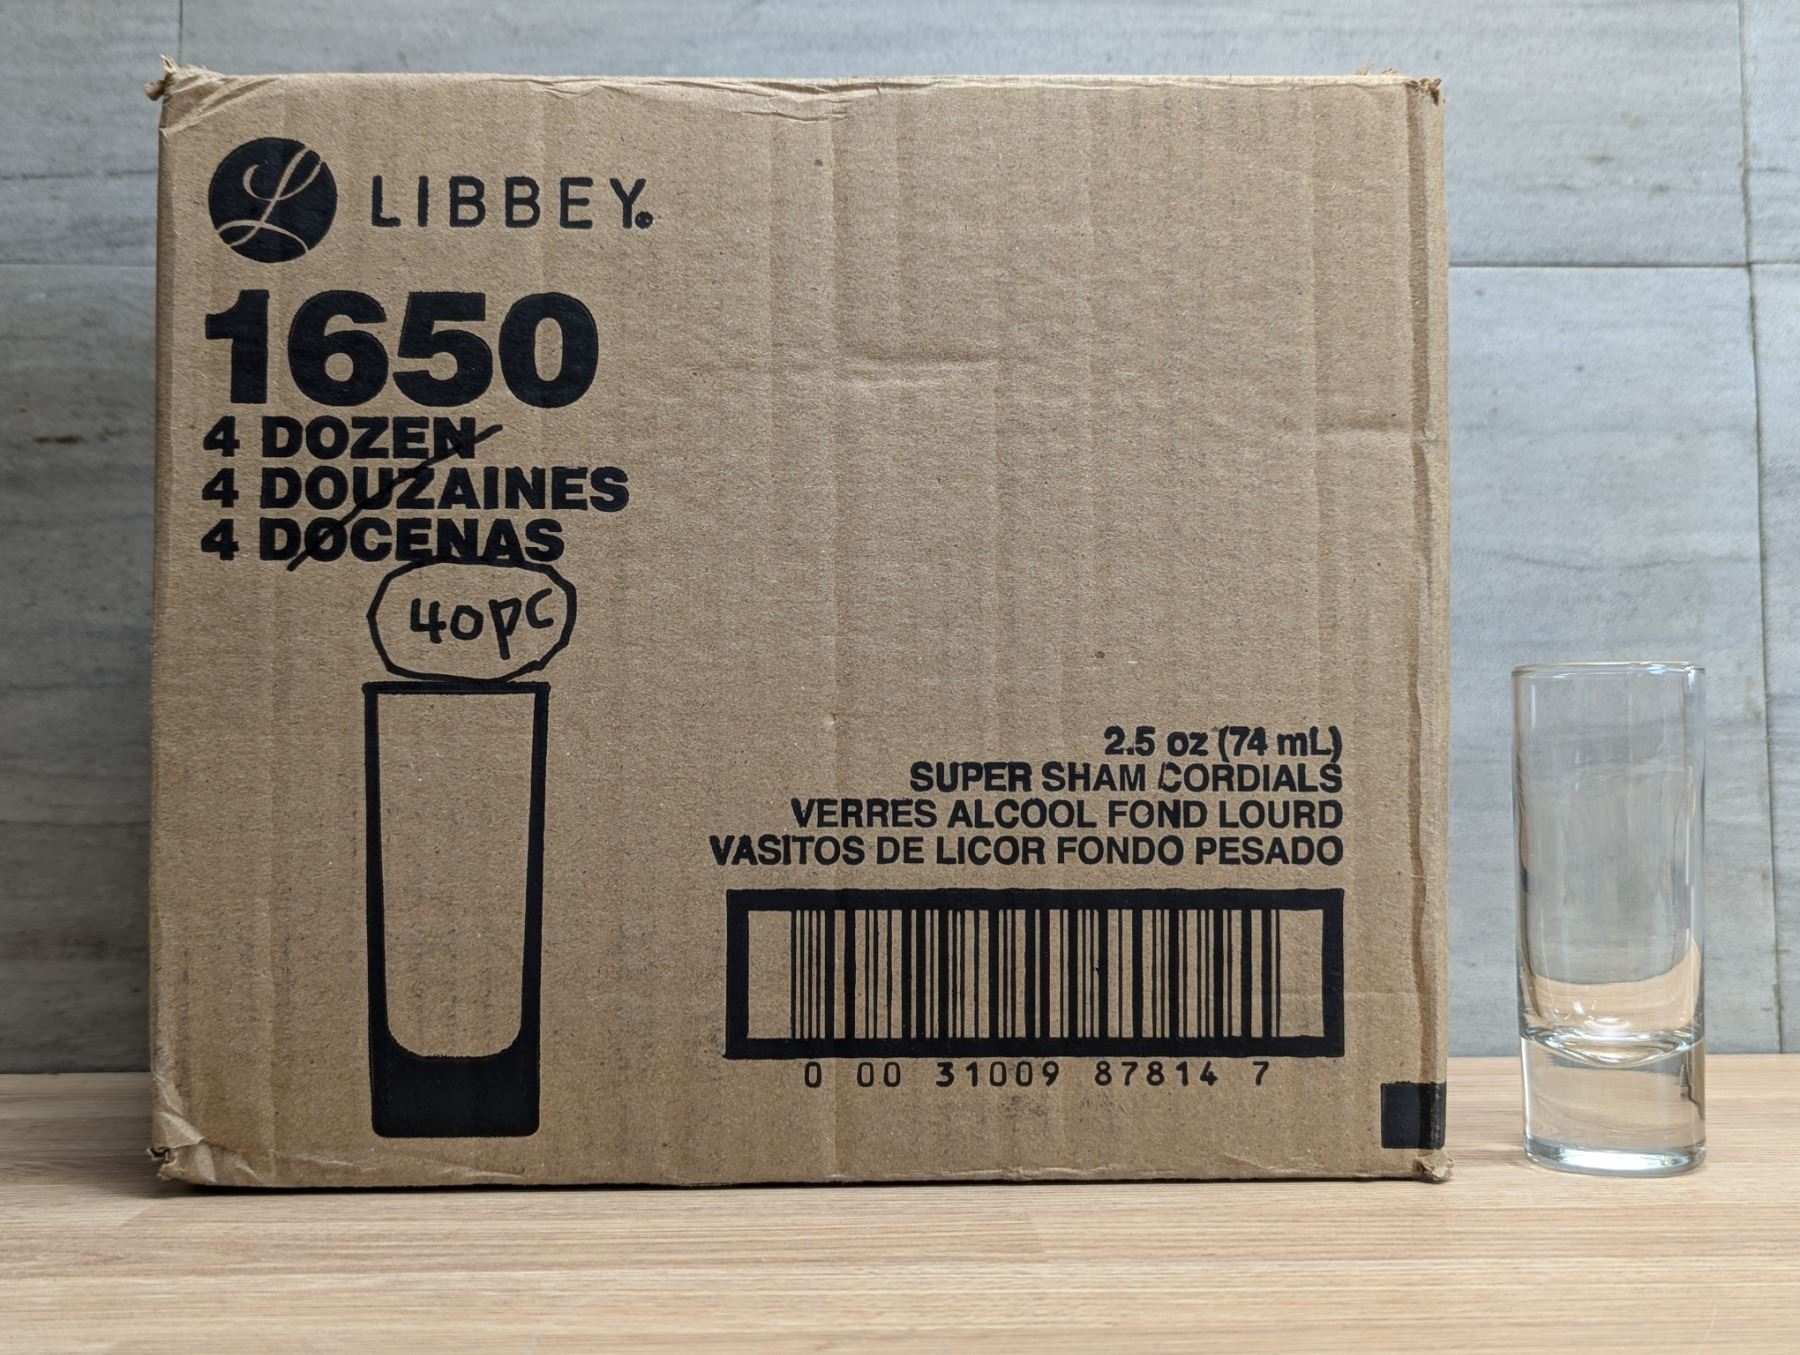 LIBBEY®
1650
4 DOZEN
4 DOUZAINES
4 DOCENAS
40pc
2.5 oz (74 mL)
SUPER SHAM CORDIALS
VERRES ALCOOL FOND LOURD
VASITOS DE LICOR FONDO PESADO
0 00 31009 87814 7